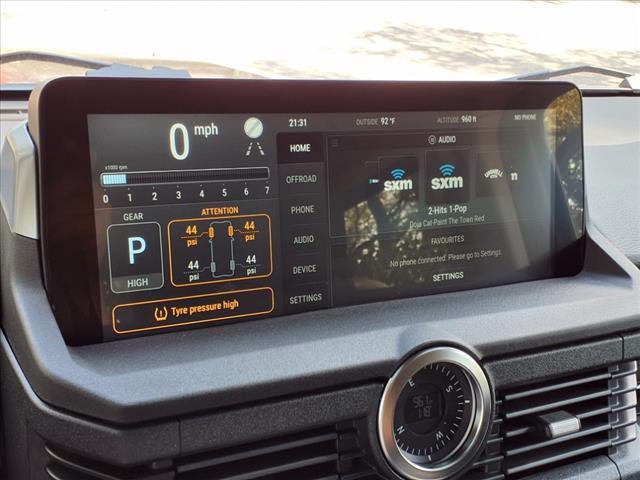 21:31
OUTSIDE 92 °F
ALTITUDE 960 ft
NO PHONE
0 mph
x1000 rpm
0 1 2 3 4 5 6 7
GEAR
P
HIGH
ATTENTION
44 psi
44 psi
44 psi
44 psi
Tyre pressure high
HOME
OFFROAD
PHONE
AUDIO
DEVICE
SETTINGS
AUDIO
sxm
sxm
2-Hits 1-Pop
Doja Cat-Paint The Town Red
FAVOURITES
No phone connected. Please go to Settings.
SETTINGS
N E S W